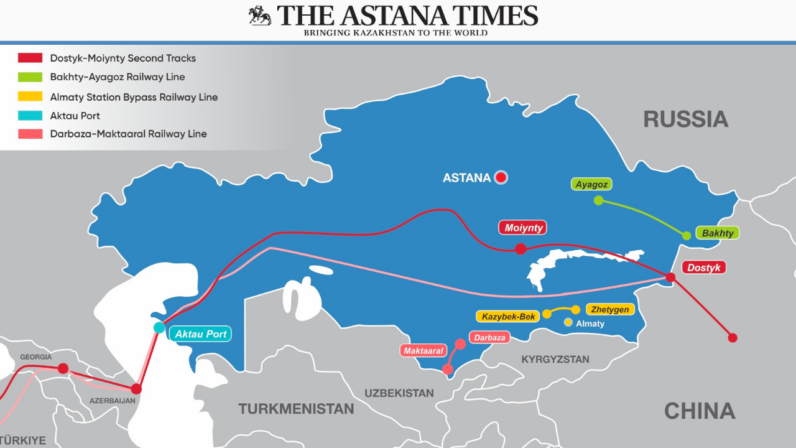 THE ASTANA TIMES
BRINGING KAZAKHSTAN TO THE WORLD
Dostyk-Moiynty Second Tracks
Bakhty-Ayagoz Railway Line
Almaty Station Bypass Railway Line
Aktau Port
Darbaza-Maktaaral Railway Line
RUSSIA
ASTANA
Ayagoz
Moiynty
Bakhty
Dostyk
Zhetygen
Kazybek-Bek
Almaty
Aktau Port
Darbaza
Maktaaral
GEORGIA
KYRGYZSTAN
UZBEKISTAN
AZERBAIJAN
TURKMENISTAN
CHINA
TÜRKIYE